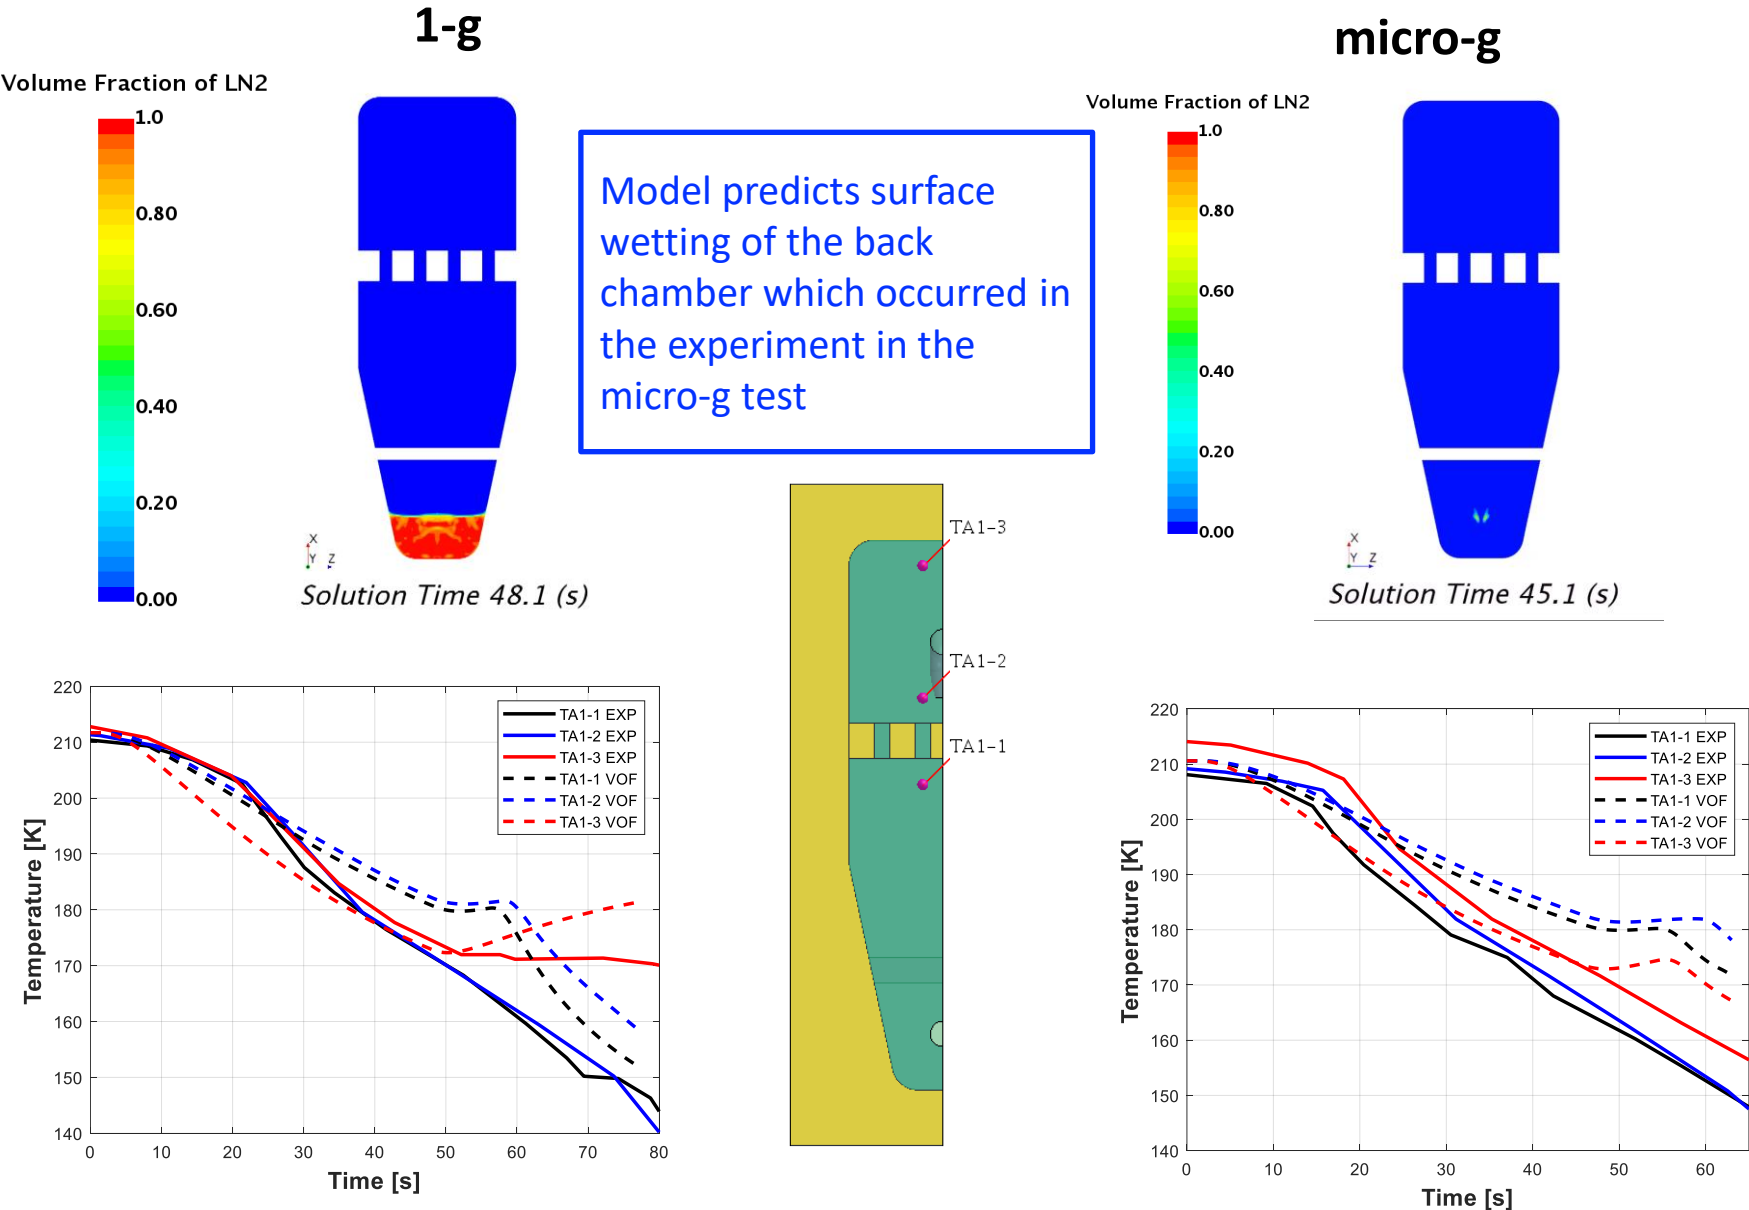 1-g
micro-g
Volume Fraction of LN2
1.0
0.80
0.60
0.40
0.20
0.00
X
Y Z
Solution Time 48.1 (s)
Model predicts surface
wetting of the back
chamber which occurred in
the experiment in the
micro-g test
Volume Fraction of LN2
1.0
0.80
0.60
0.40
0.20
0.00
X
Y Z
Solution Time 45.1 (s)
TA1-3
TA1-2
TA1-1
220
210
200
190
180
170
160
150
140
0 10 20 30 40 50 60 70 80
Temperature [K]
Time [s]
TA1-1 EXP
TA1-2 EXP
TA1-3 EXP
TA1-1 VOF
TA1-2 VOF
TA1-3 VOF
220
210
200
190
180
170
160
150
140
0 10 20 30 40 50 60
Temperature [K]
Time [s]
TA1-1 EXP
TA1-2 EXP
TA1-3 EXP
TA1-1 VOF
TA1-2 VOF
TA1-3 VOF